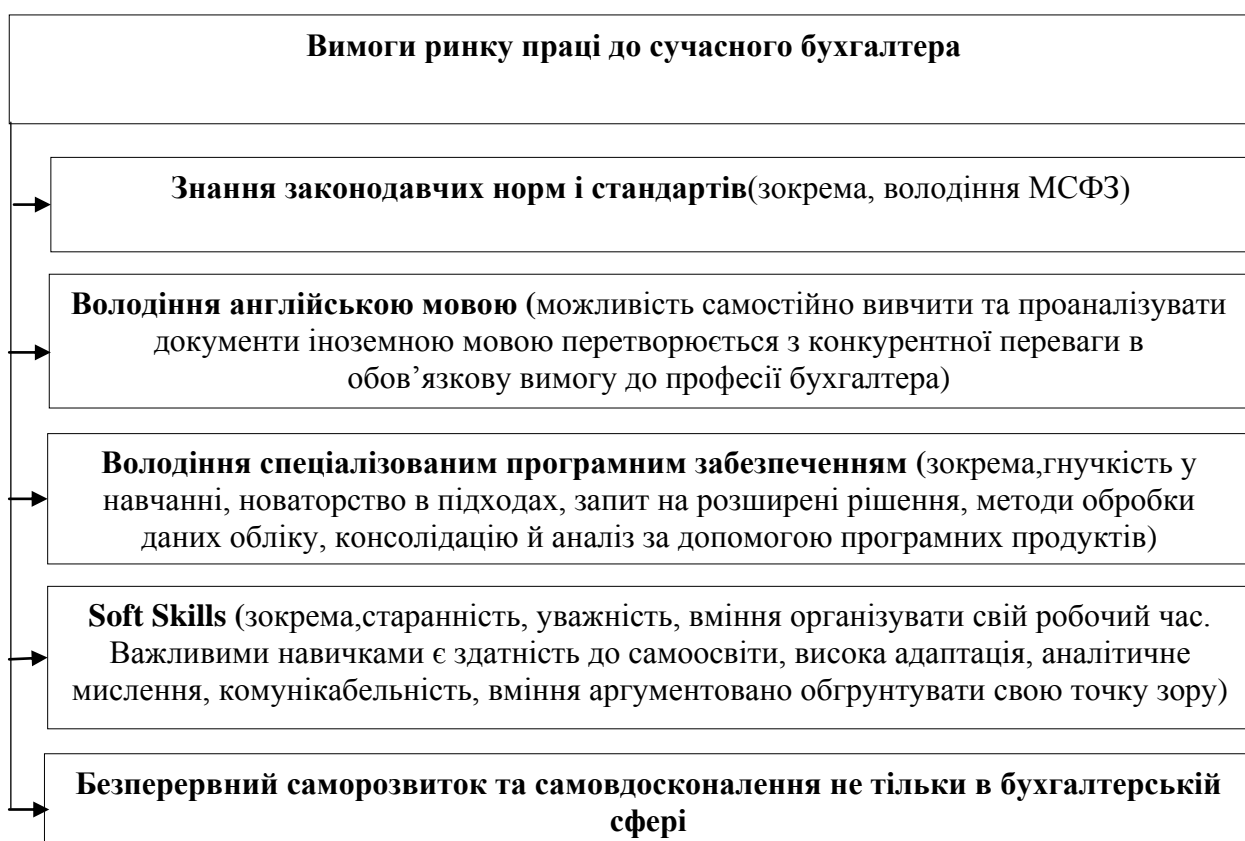 Вимоги ринку праці до сучасного бухгалтера
Знання законодавчих норм і стандартів(зокрема, володіння МСФЗ)
Володіння англійською мовою (можливість самостійно вивчити та проаналізувати
документи іноземною мовою перетворюється з конкурентної переваги в
обов’язкову вимогу до професії бухгалтера)
Володіння спеціалізованим програмним забезпеченням (зокрема,гнучкість у
навчанні, новаторство в підходах, запит на розширені рішення, методи обробки
даних обліку, консолідацію й аналіз за допомогою програмних продуктів)
Soft Skills (зокрема,старанність, уважність, вміння організувати свій робочий час.
Важливими навичками є здатність до самоосвіти, висока адаптація, аналітичне
мислення, комунікабельність, вміння аргументовано обгрунтувати свою точку зору)
Безперервний саморозвиток та самовдосконалення не тільки в бухгалтерській
сфері